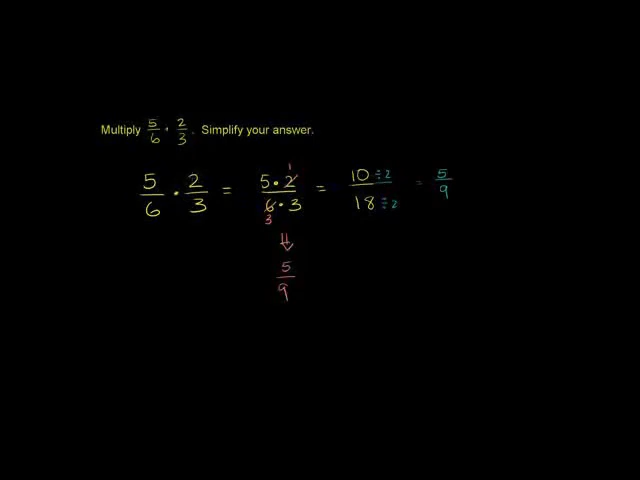 Multiply 5/6 · 2/3 . Simplify your answer.
5/6 · 2/3 = 5 · 2/6 · 3 = 10 ÷2/18 ÷2 = 5/9
1
3
⇓
5/9